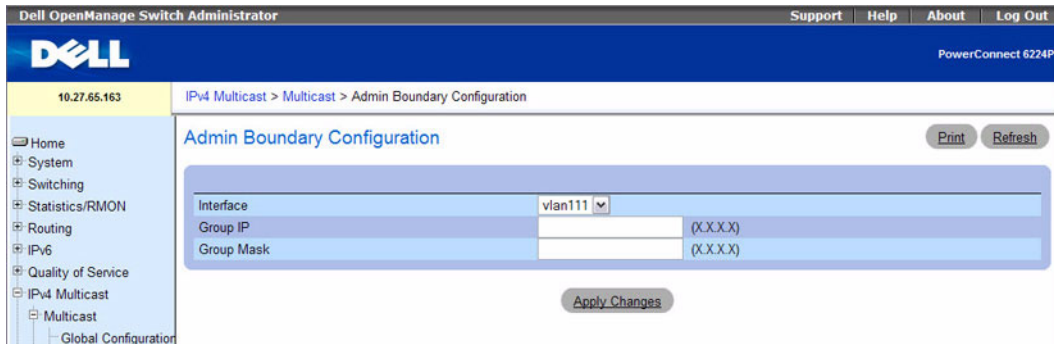 Dell OpenManage Switch Administrator
Support Help About Log Out
DELL
PowerConnect 6224P
10.27.65.163
IPv4 Multicast > Multicast > Admin Boundary Configuration
Home
System
Switching
Statistics/RMON
Routing
IPv6
Quality of Service
IPv4 Multicast
Multicast
Global Configuration
Admin Boundary Configuration
Print Refresh
Interface vlan111
Group IP (X.X.X.X)
Group Mask (X.X.X.X)
Apply Changes